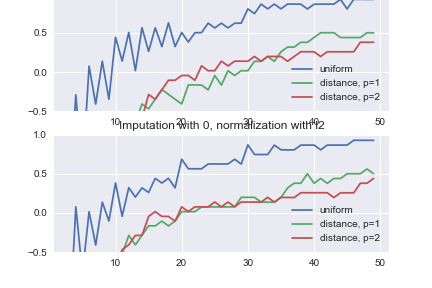 0.5
0.0
−0.5
uniform
distance, p=1
distance, p=2
10 20 30 40 50
Imputation with 0, normalization with l2
1.0
0.5
0.0
−0.5
uniform
distance, p=1
distance, p=2
10 20 30 40 50